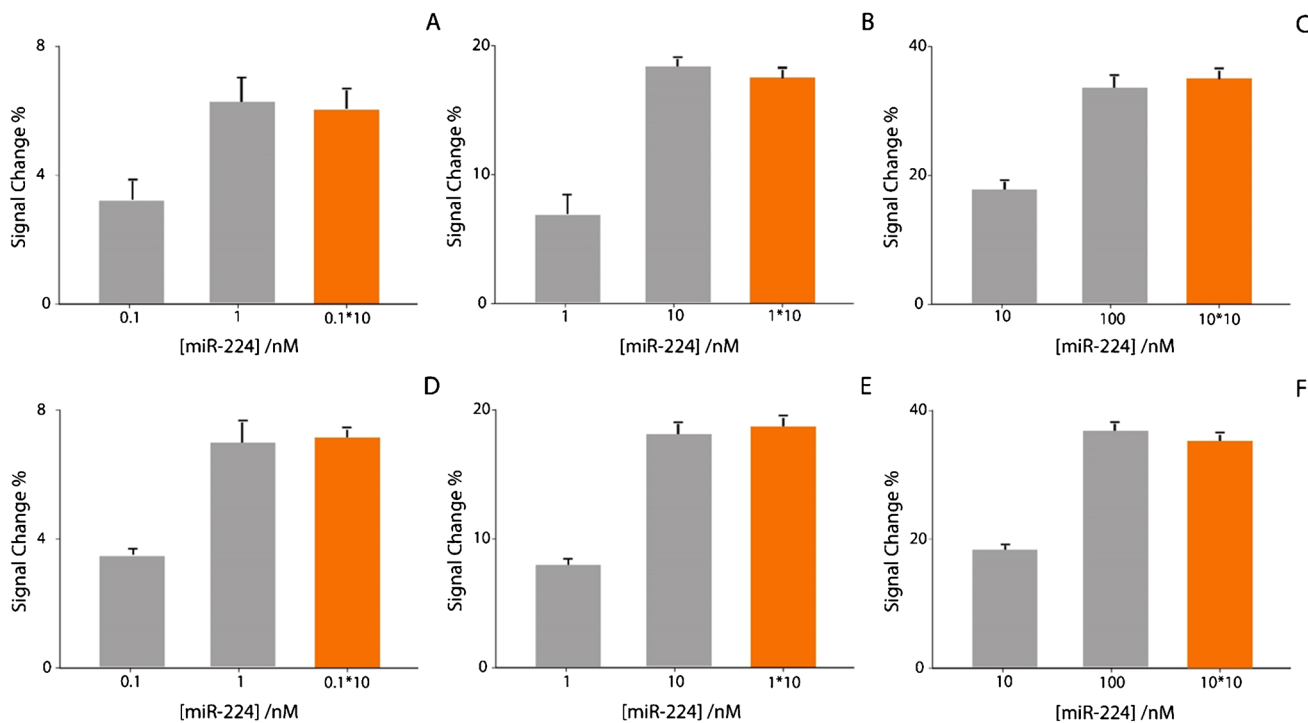 A
Signal Change %
8
4
0
0.1 1 0.1*10
[miR-224] /nM
B
Signal Change %
20
10
0
1 10 1*10
[miR-224] /nM
C
Signal Change %
40
20
0
10 100 10*10
[miR-224] /nM
D
Signal Change %
8
4
0
0.1 1 0.1*10
[miR-224] /nM
E
Signal Change %
20
10
0
1 10 1*10
[miR-224] /nM
F
Signal Change %
40
20
0
10 100 10*10
[miR-224] /nM